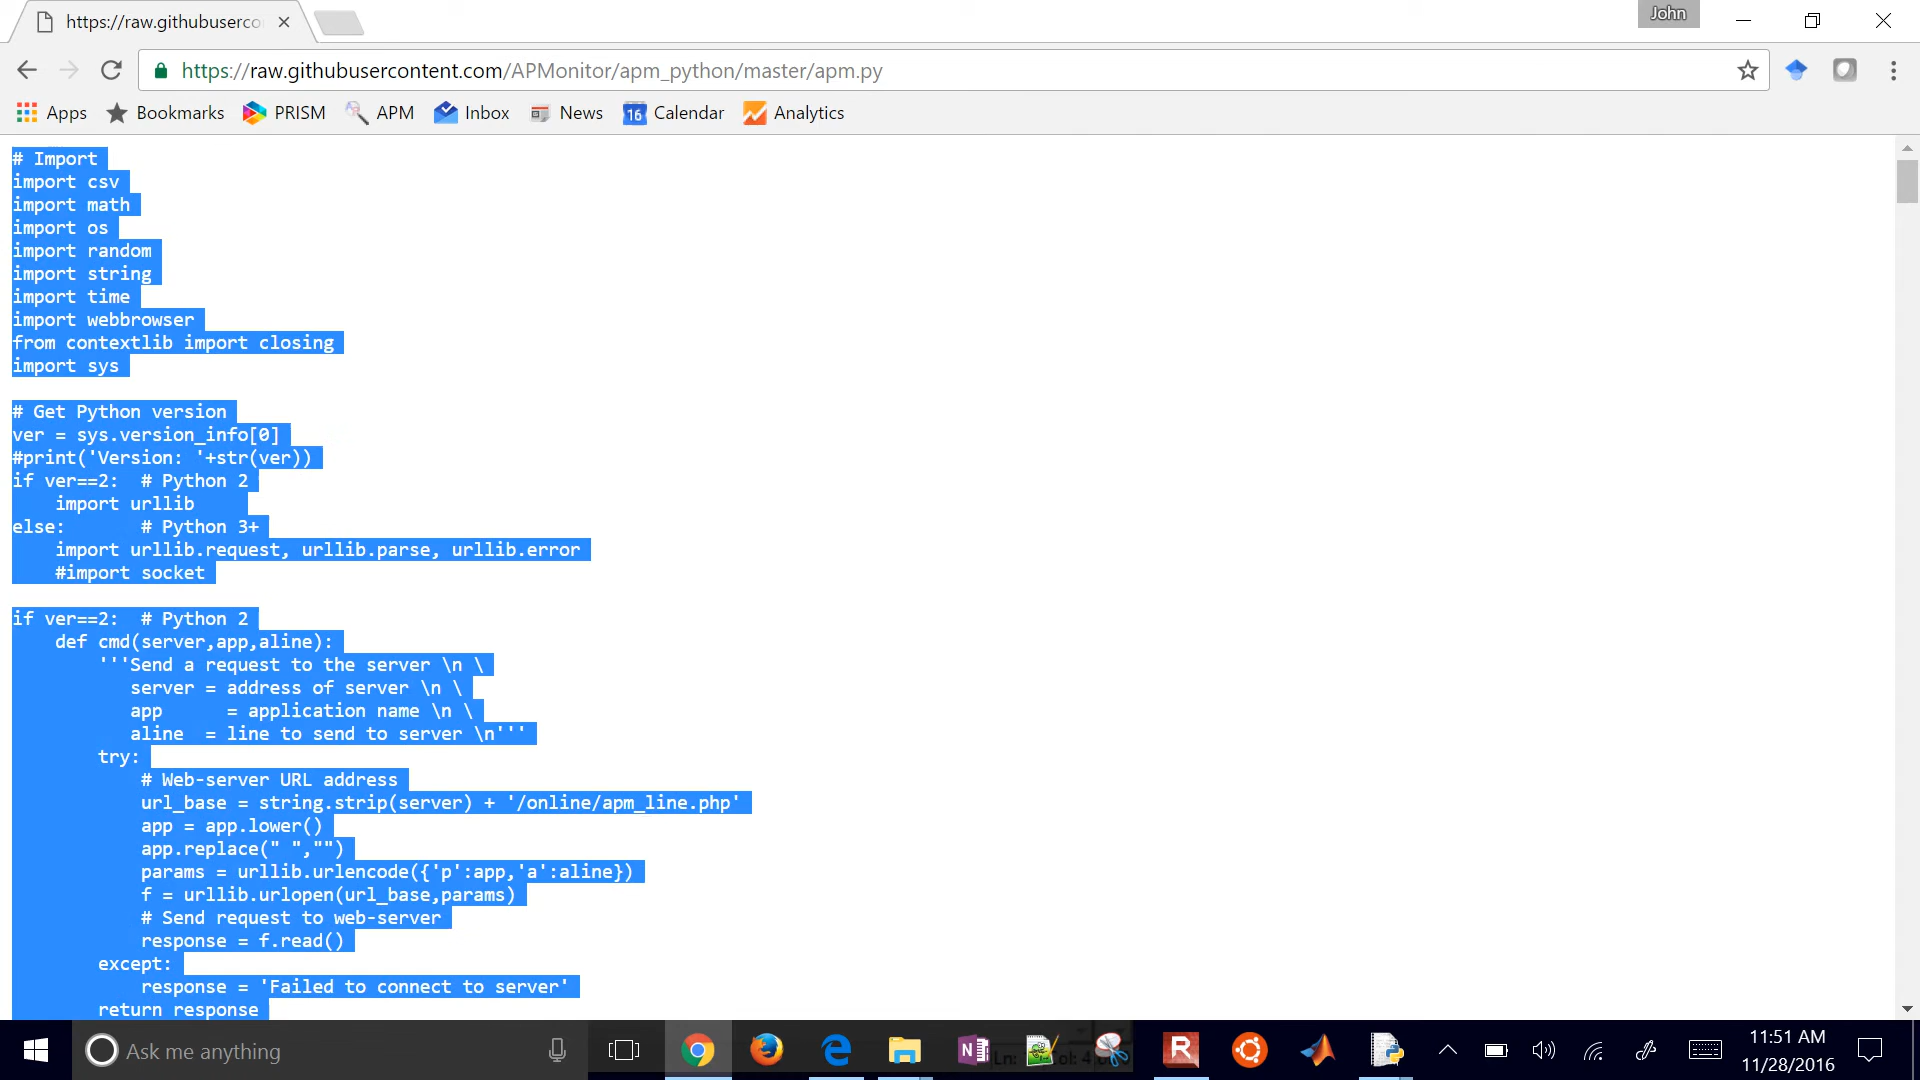 https://raw.githubuserco
John
https://raw.githubusercontent.com/APMonitor/apm_python/master/apm.py
Apps Bookmarks PRISM APM Inbox News 16 Calendar Analytics
# Import
import csv
import math
import os
import random
import string
import time
import webbrowser
from contextlib import closing
import sys
# Get Python version
ver = sys.version_info[0]
#print('Version: '+str(ver))
if ver==2:  # Python 2
    import urllib
else:       # Python 3+
    import urllib.request, urllib.parse, urllib.error
    #import socket
if ver==2:  # Python 2
    def cmd(server,app,aline):
        '''Send a request to the server \n \
           server = address of server \n \
           app      = application name \n \
           aline  = line to send to server \n'''
        try:
            # Web-server URL address
            url_base = string.strip(server) + '/online/apm_line.php'
            app = app.lower()
            app.replace(" ","")
            params = urllib.urlencode({'p':app,'a':aline})
            f = urllib.urlopen(url_base,params)
            # Send request to web-server
            response = f.read()
        except:
            response = 'Failed to connect to server'
        return response
Ask me anything
11:51 AM
11/28/2016